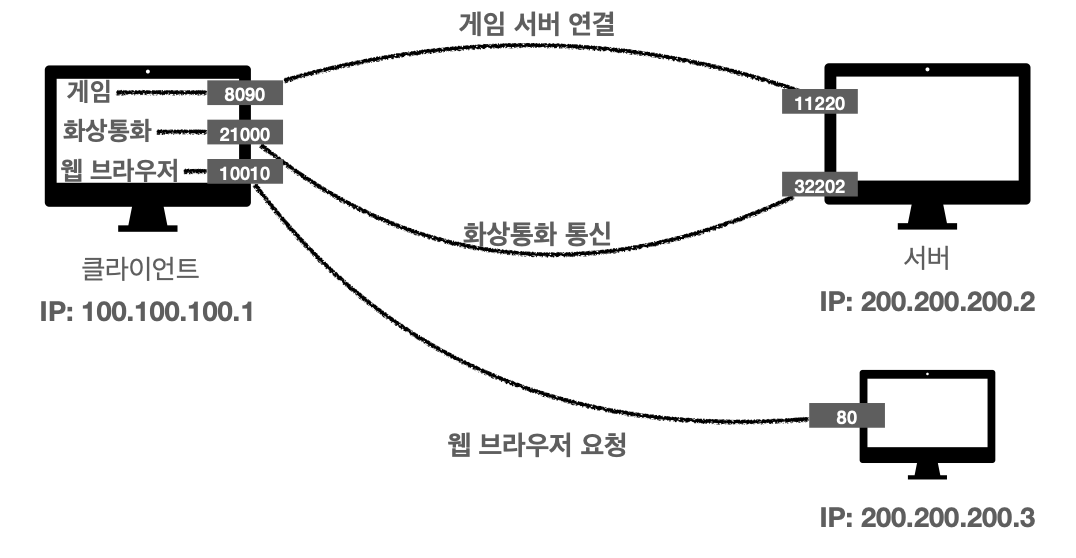 게임 서버 연결
게임
8090
11220
화상통화
21000
웹 브라우저
10010
32202
화상통화 통신
클라이언트
서버
IP: 100.100.100.1
IP: 200.200.200.2
80
웹 브라우저 요청
IP: 200.200.200.3